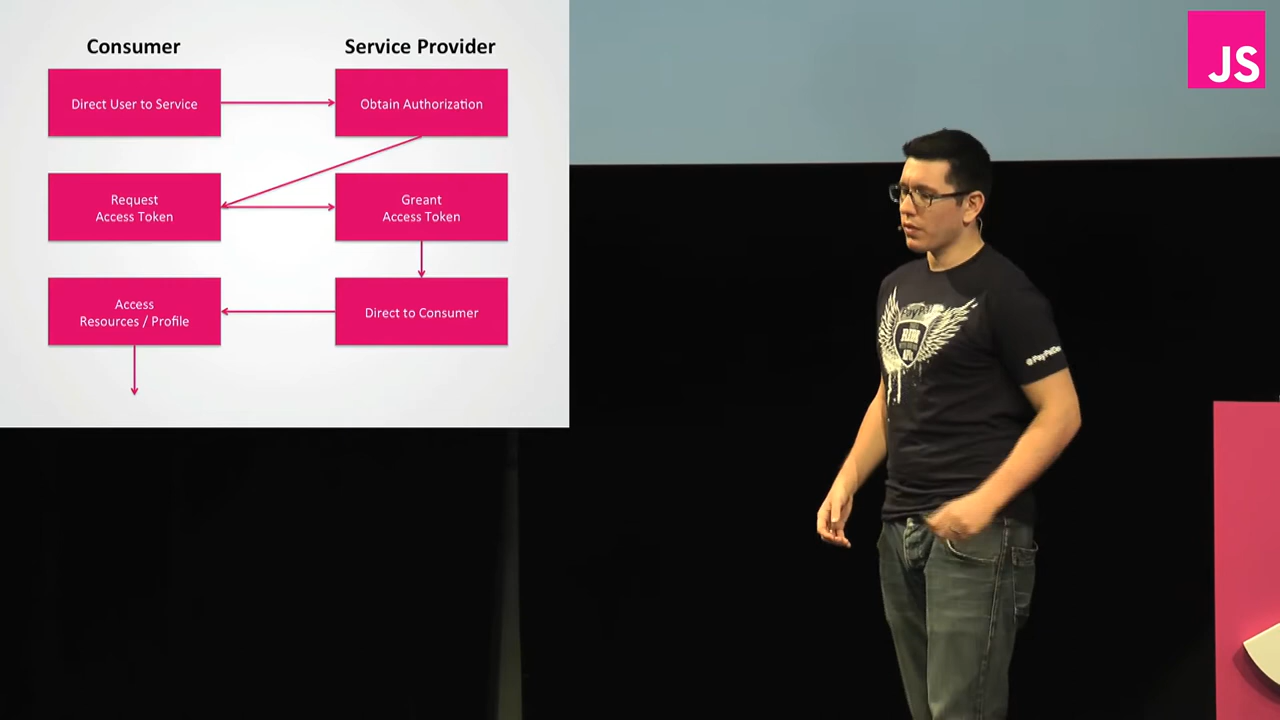 Consumer
Service Provider
Direct User to Service
Obtain Authorization
Request
Access Token
Greant
Access Token
Access
Resources / Profile
Direct to Consumer
JS
PayPal